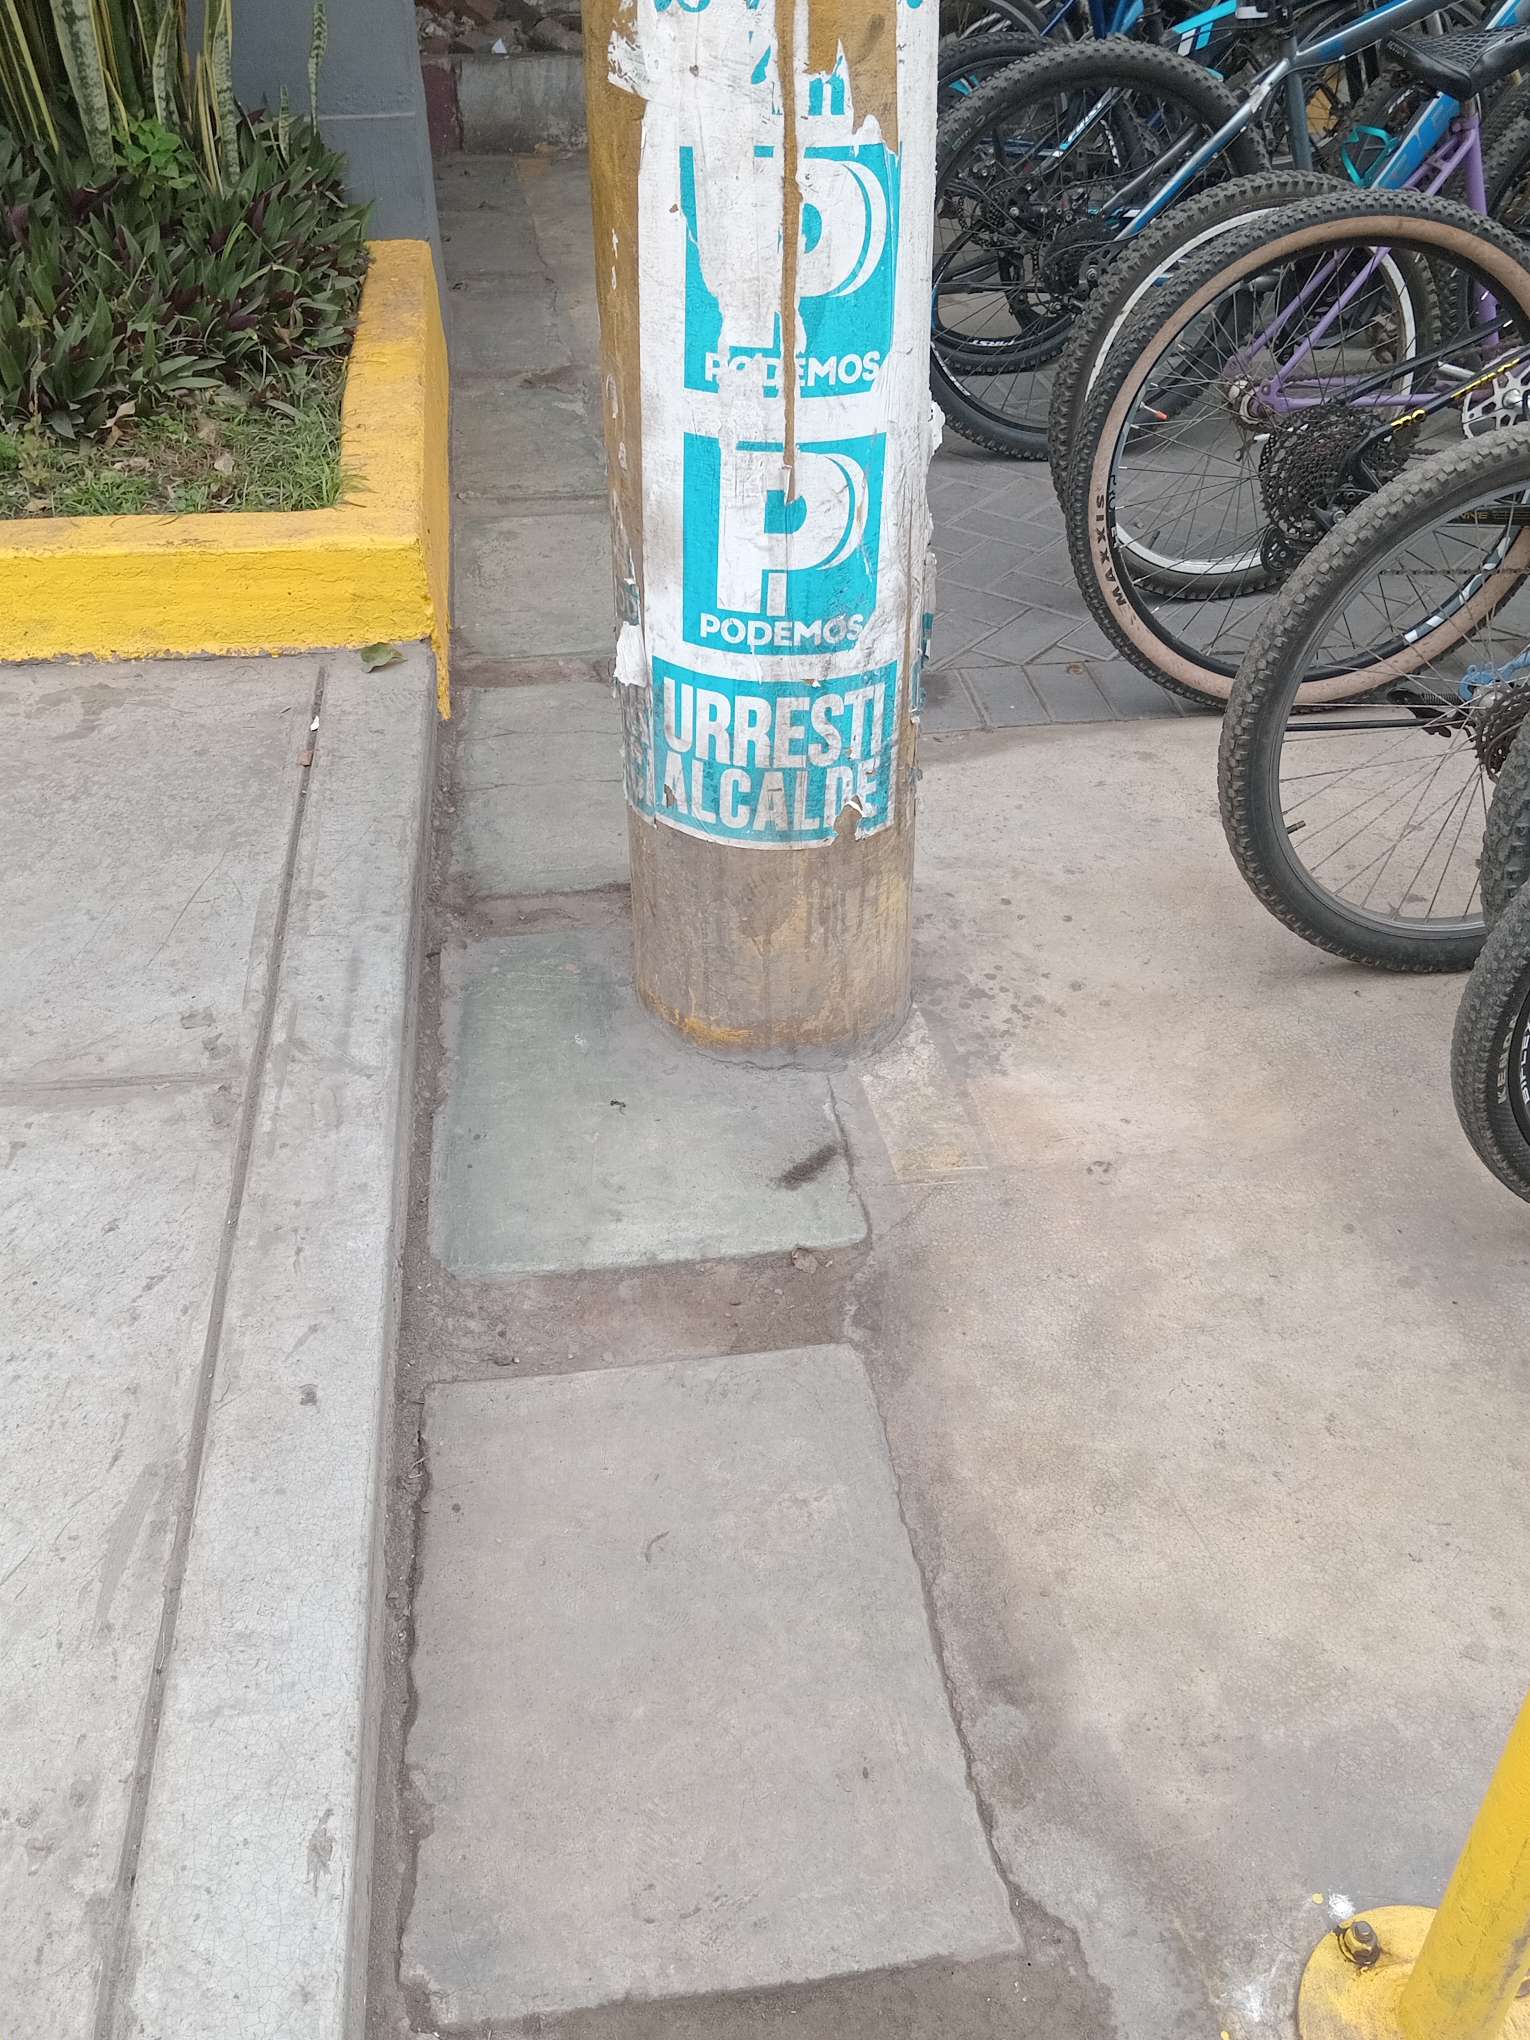 P
PODEMOS
P
PODEMOS
URRESTI
ALCALDE
MAXXIS